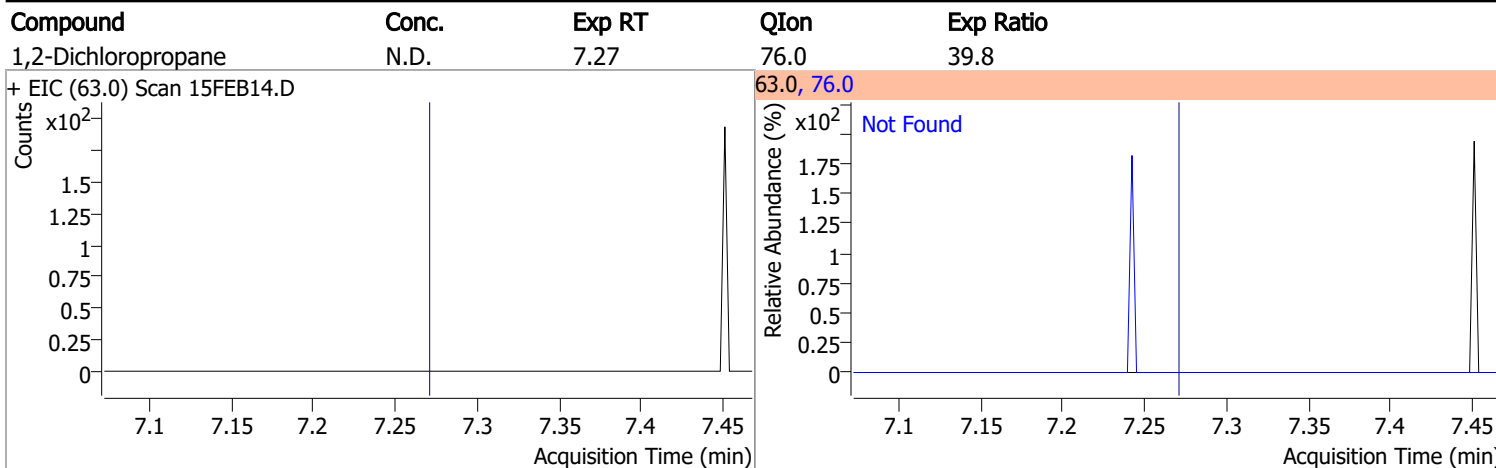 Compound Conc. Exp RT QIon Exp Ratio
1,2-Dichloropropane N.D. 7.27 76.0 39.8
+ EIC (63.0) Scan 15FEB14.D
Counts
x10²
1.5
1.25
1
0.75
0.5
0.25
0
7.1 7.15 7.2 7.25 7.3 7.35 7.4 7.45
Acquisition Time (min)
63.0, 76.0
Relative Abundance (%)
x10²
Not Found
1.75
1.5
1.25
1
0.75
0.5
0.25
0
7.1 7.15 7.2 7.25 7.3 7.35 7.4 7.45
Acquisition Time (min)